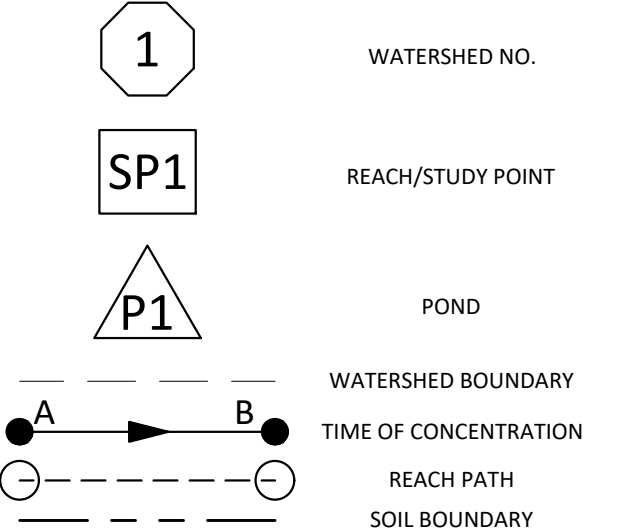 1 WATERSHED NO.
SP1 REACH/STUDY POINT
P1 POND
WATERSHED BOUNDARY
A B TIME OF CONCENTRATION
REACH PATH
SOIL BOUNDARY